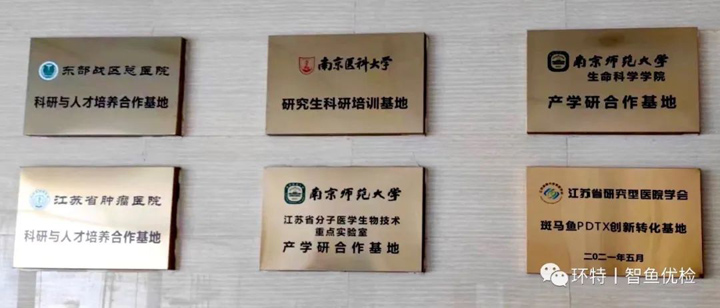 东部战区总医院
科研与人才培养合作基地
南京医科大学
研究生科研培训基地
南京师范大学
生命科学学院
产学研合作基地
江苏省肿瘤医院
科研与人才培养合作基地
南京师范大学
江苏省分子医学生物技术
重点实验室
产学研合作基地
江苏省研究型医院学会
斑马鱼PDTX创新转化基地
二〇二一年五月
环特丨智鱼优检